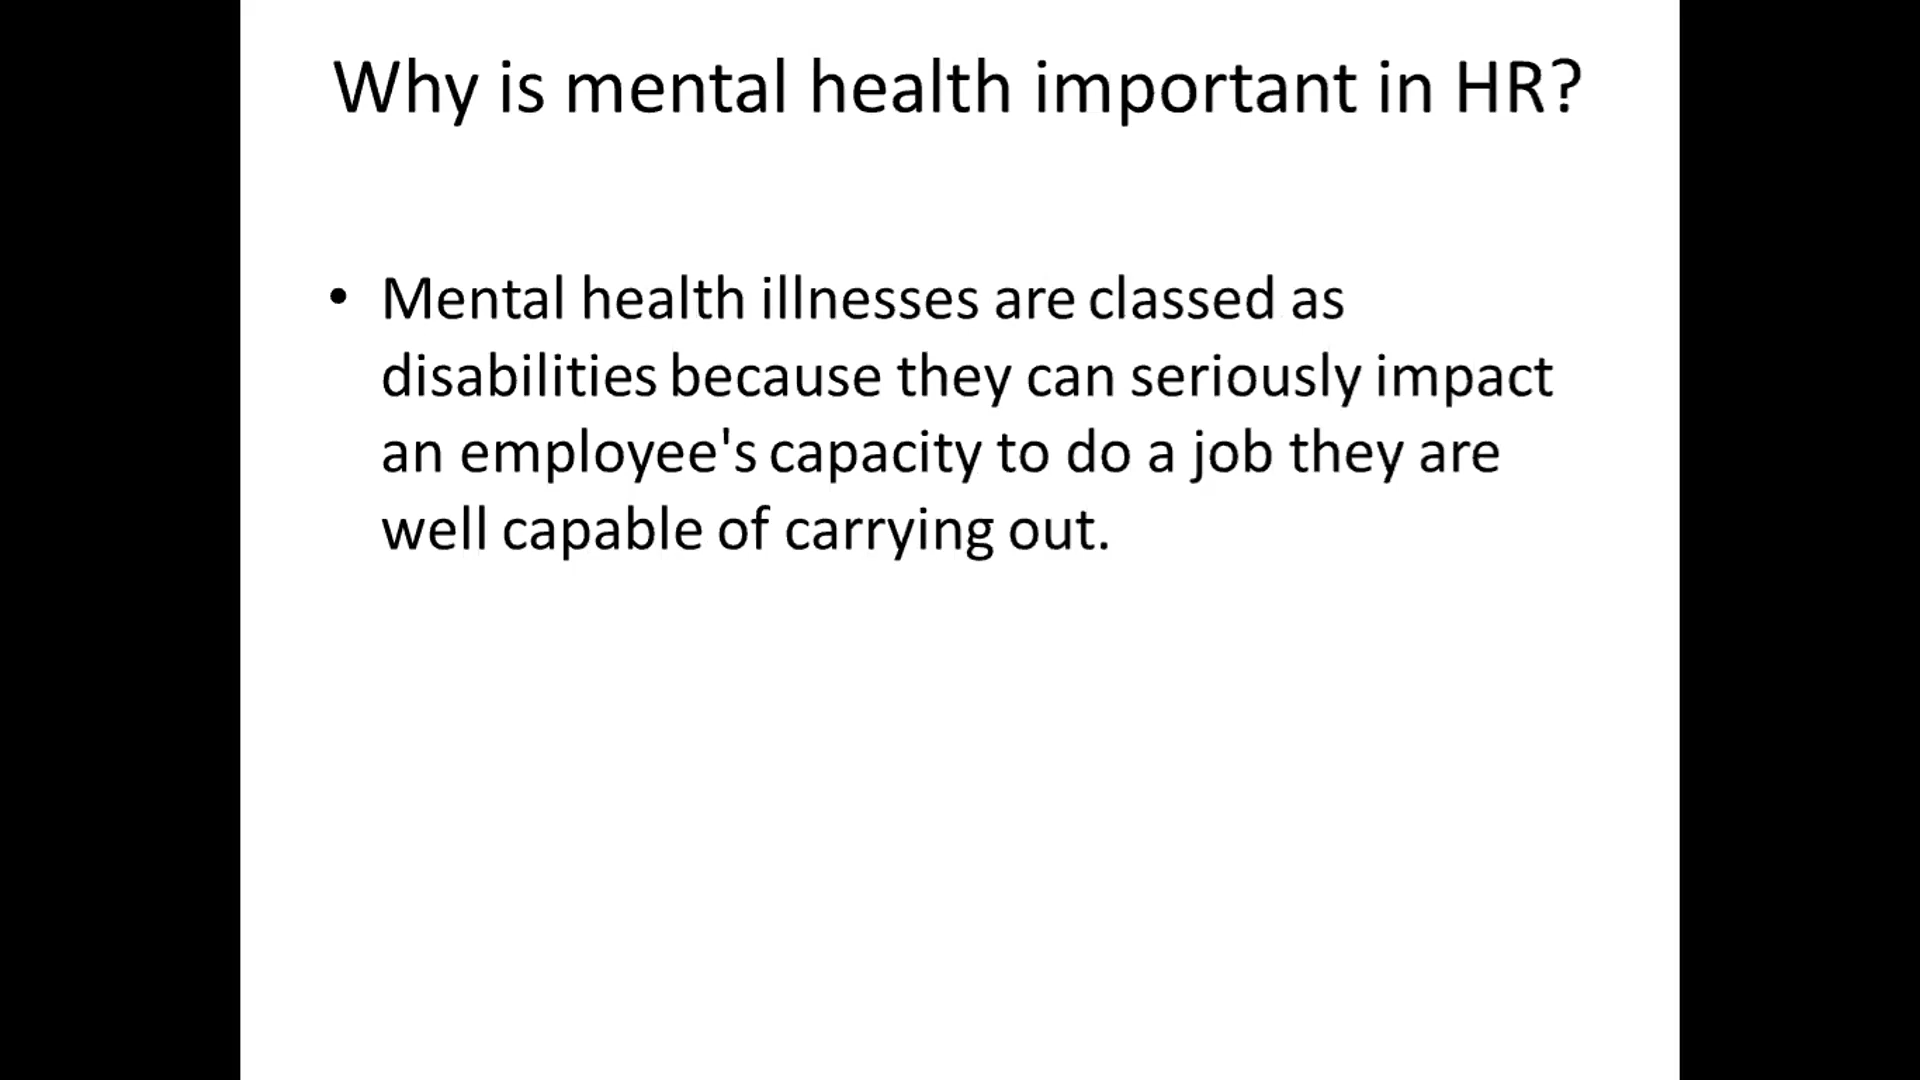 Why is mental health important in HR?
• Mental health illnesses are classed as
disabilities because they can seriously impact
an employee's capacity to do a job they are
well capable of carrying out.